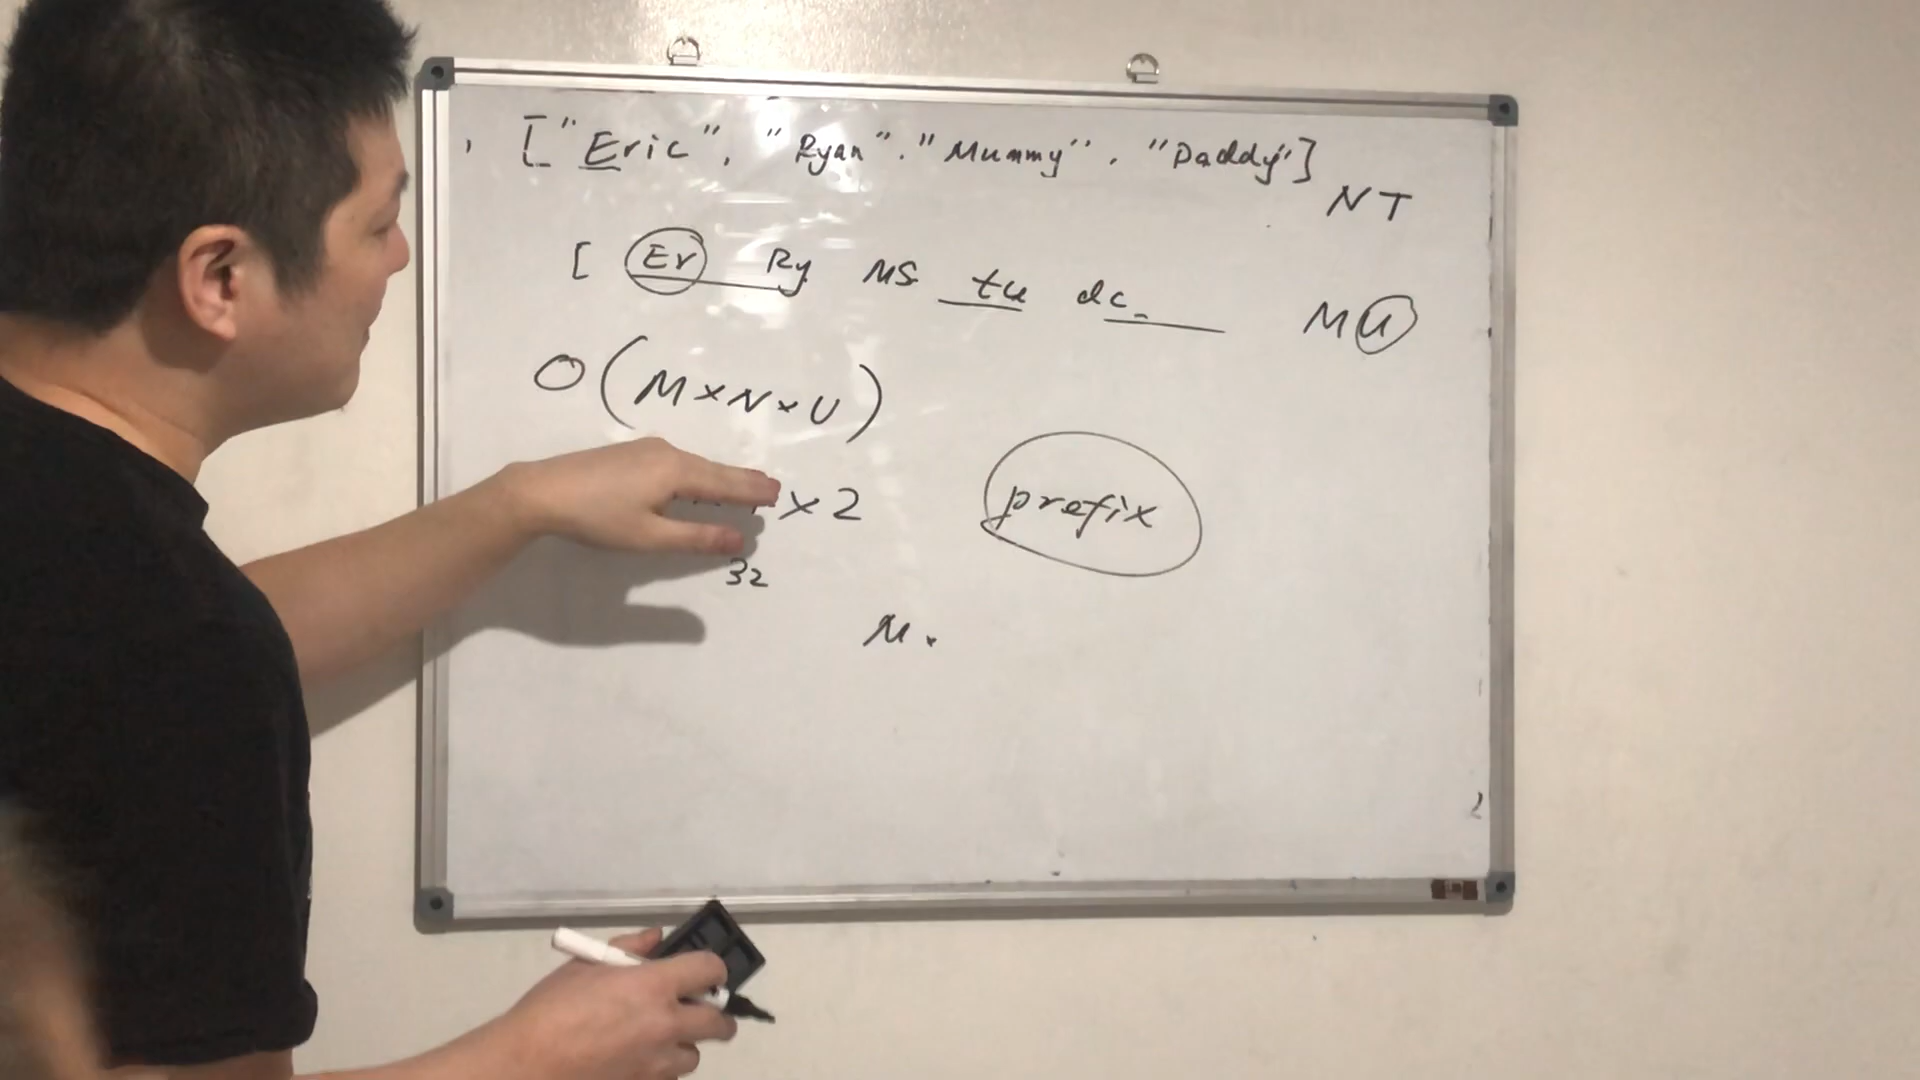 ["Eric", "Ryan". "Mummy". "Daddy"]
NT
[ Er Ry MS tu dc
MU
O(M×N×U)
×2
prefix
32
M.